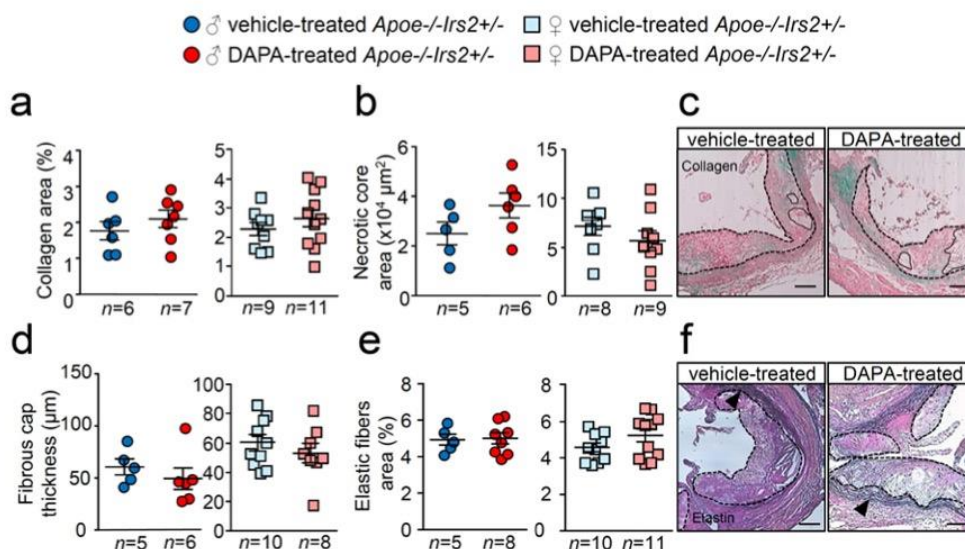 ♂ vehicle-treated Apoe-/-Irs2+/- ♀ vehicle-treated Apoe-/-Irs2+/-
♂ DAPA-treated Apoe-/-Irs2+/- ♀ DAPA-treated Apoe-/-Irs2+/-
a
Collagen area (%)
4
3
2
1
0
n=6 n=7
5
4
3
2
1
0
n=9 n=11
b
Necrotic core
area (x10⁴ µm²)
6
4
2
0
n=5 n=6
15
10
5
0
n=8 n=9
c
vehicle-treated DAPA-treated
Collagen
d
Fibrous cap
thickness (µm)
150
100
50
0
n=5 n=6
100
80
60
40
20
0
n=10 n=8
e
Elastic fibers
area (%)
8
6
4
2
0
n=5 n=8
8
6
4
2
0
n=10 n=11
f
vehicle-treated DAPA-treated
Elastin